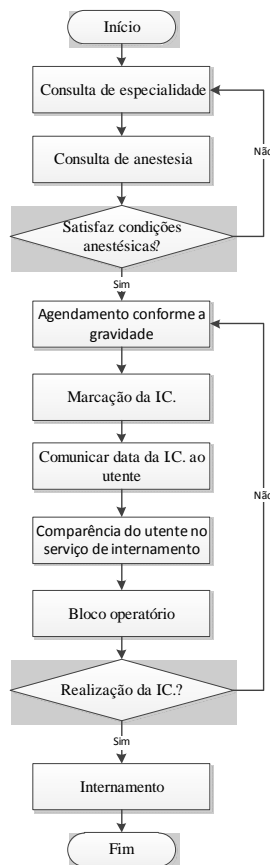 Início
Consulta de especialidade
Não
Consulta de anestesia
Satisfaz condições
anestésicas?
Sim
Agendamento conforme a
gravidade
Marcação da I.C.
Comunicar data da I.C. ao
utente
Não
Comparência do utente no
serviço de internamento
Bloco operatório
Realização da IC.?
Sim
Internamento
Fim